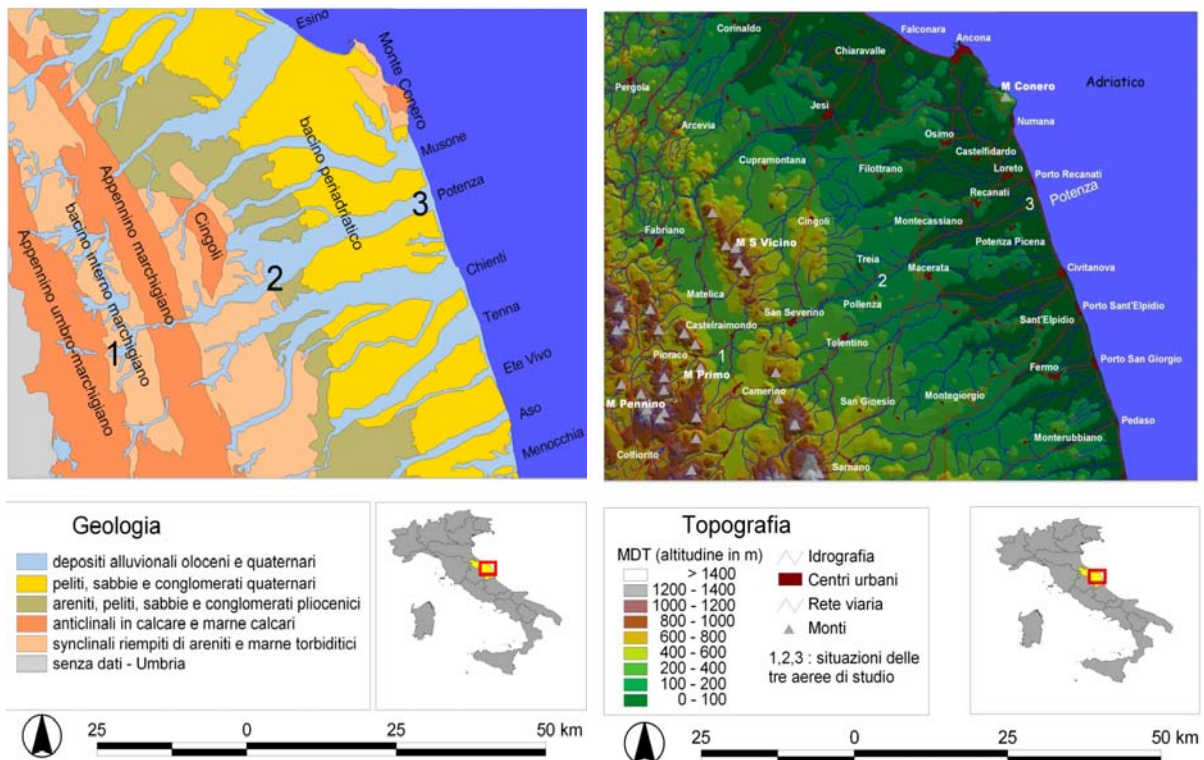 Esino
Monte Conero
Musone
Potenza
3
bacino periadriatico
Appennino marchigiano
Cingoli
bacino interno marchigiano
Appennino umbro-marchigiano
2
1
Chienti
Tenna
Ete Vivo
Aso
Menocchia
Geologia
depositi alluvionali oloceni e quaternari
peliti, sabbie e conglomerati quaternari
areniti, peliti, sabbie e conglomerati pliocenici
anticlinali in calcare e marne calcari
synclinali riempiti di areniti e marne torbiditici
senza dati - Umbria
25 0 25 50 km
Corinaldo
Falconara
Ancona
Chiaravalle
Adriatico
Pergola
M Conero
Jesi
Arcevia
Numana
Osimo
Castelfidardo
Cupramontana
Filottrano
Loreto
Porto Recanati
Recanati
3
Potenza
Cingoli
Montecassiano
Fabriano
M S Vicino
Potenza Picena
Treia
Macerata
Civitanova
2
Matelica
Pollenza
San Severino
Porto Sant'Elpidio
Castelraimondo
Sant'Elpidio
Tolentino
Pioraco
1
Porto San Giorgio
M Primo
Fermo
Camerino
M Pennino
San Ginesio
Montegiorgio
Pedaso
Monterubbiano
Colfiorito
Sarnano
Topografia
MDT (altitudine in m)
> 1400
1200 - 1400
1000 - 1200
800 - 1000
600 - 800
400 - 600
200 - 400
100 - 200
0 - 100
Idrografia
Centri urbani
Rete viaria
Monti
1,2,3 : situazioni delle
tre aeree di studio
25 0 25 50 km